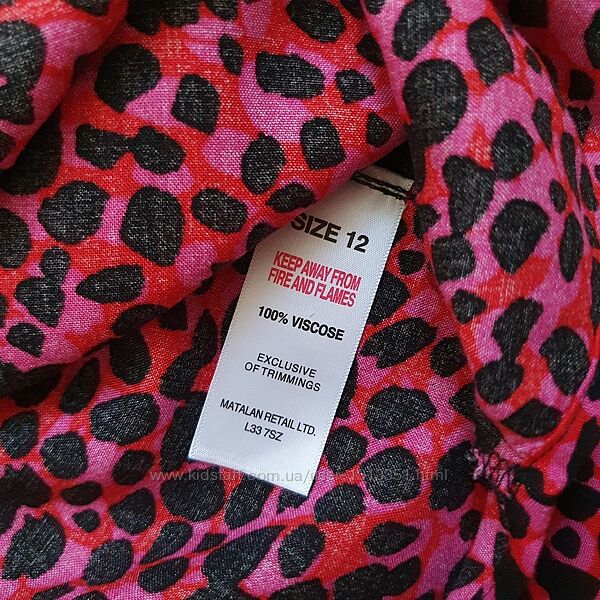 SIZE 12
KEEP AWAY FROM
FIRE AND FLAMES
100% VISCOSE
EXCLUSIVE
OF TRIMMINGS
MATALAN RETAIL LTD.
L33 7SZ